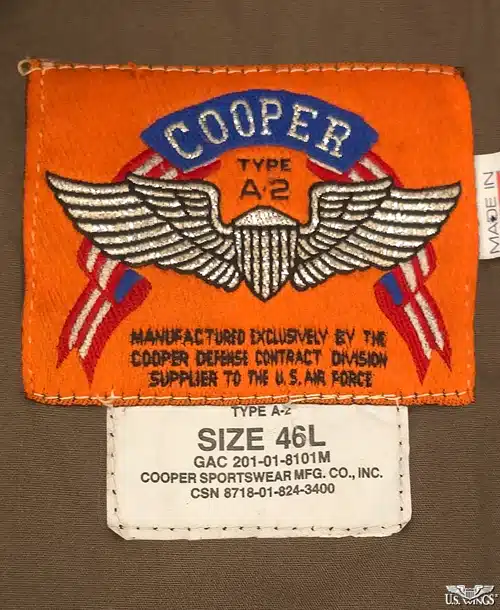 COOPER
TYPE
A-2
MADE IN
MANUFACTURED EXCLUSIVELY BY THE
COOPER DEFENSE CONTRACT DIVISION
SUPPLIER TO THE U.S. AIR FORCE
TYPE A-2
SIZE 46L
GAC 201-01-8101M
COOPER SPORTSWEAR MFG. CO., INC.
CSN 8718-01-824-3400
U.S. WINGS